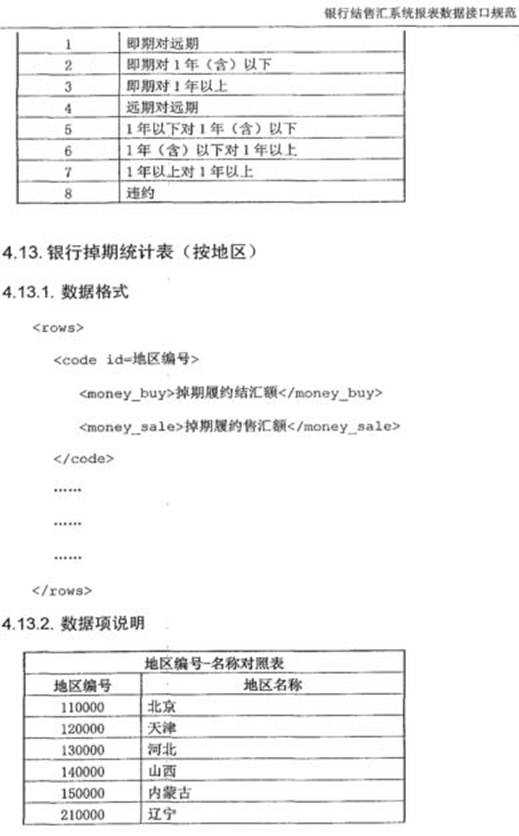 银行结售汇系统报表数据接口规范
1 即期对远期
2 即期对1年（含）以下
3 即期对1年以上
4 远期对远期
5 1年以下对1年（含）以下
6 1年（含）以下对1年以上
7 1年以上对1年以上
8 违约
4.13. 银行掉期统计表（按地区）
4.13.1. 数据格式
<rows>
<code id=地区编号>
<money_buy>掉期履约结汇额</money_buy>
<money_sale>掉期履约售汇额</money_sale>
</code>
……
……
……
</rows>
4.13.2. 数据项说明
地区编号-名称对照表
地区编号 地区名称
110000 北京
120000 天津
130000 河北
140000 山西
150000 内蒙古
210000 辽宁